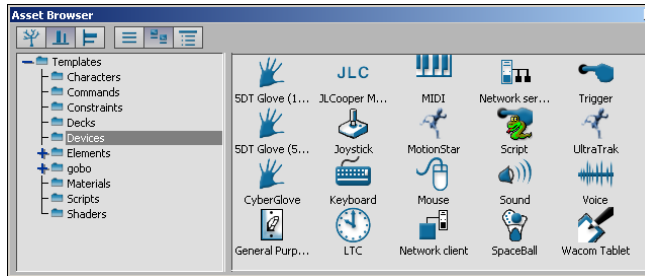 Asset Browser
Templates
Characters
Commands
Constraints
Decks
Devices
Elements
gobo
Materials
Scripts
Shaders
JLC
5DT Glove (1... JLCooper M... MIDI Network ser... Trigger
5DT Glove (5... Joystick MotionStar Script UltraTrak
CyberGlove Keyboard Mouse Sound Voice
General Purp... LTC Network client SpaceBall Wacom Tablet